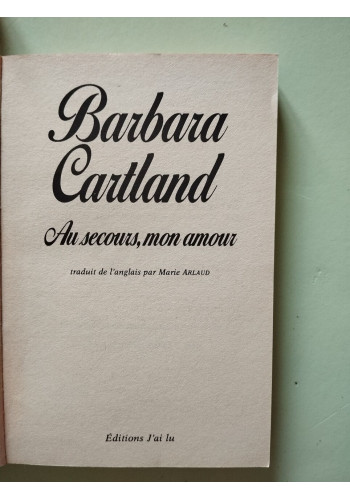 Barbara
Cartland
Au secours, mon amour
traduit de l'anglais par Marie ARLAUD
Éditions J'ai lu